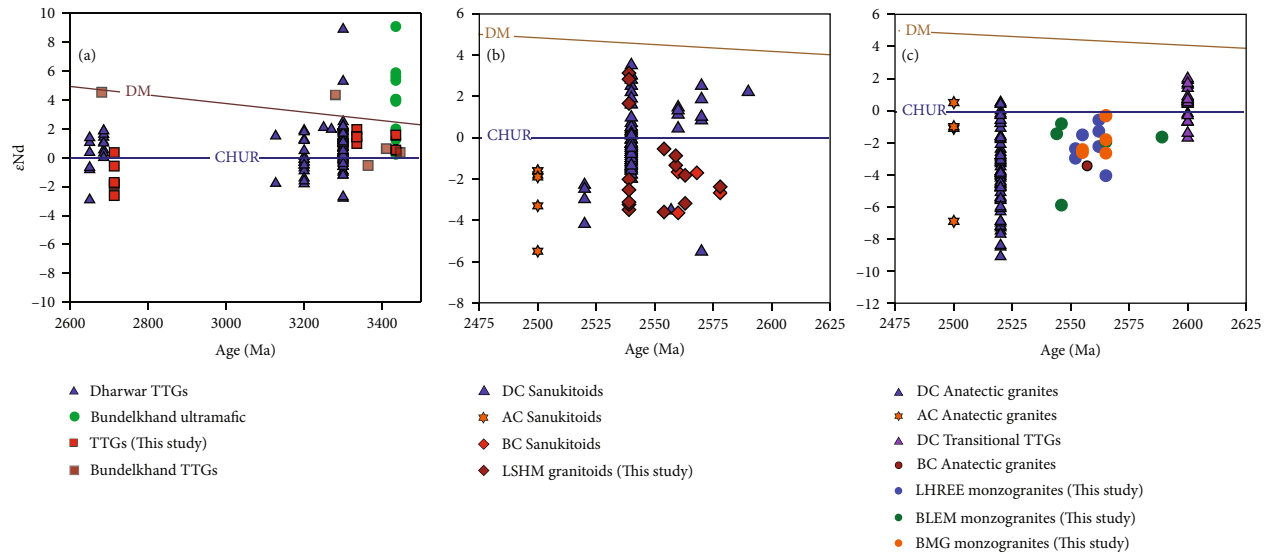 (a)
DM
CHUR
εNd
10
8
6
4
2
0
–2
–4
–6
–8
–10
2600
2800
3000
3200
3400
Age (Ma)
Dharwar TTGs
Bundelkhand ultramafic
TTGs (This study)
Bundelkhand TTGs
(b)
DM
CHUR
6
4
2
0
–2
–4
–6
–8
2475
2500
2525
2550
2575
2600
2625
Age (Ma)
DC Sanukitoids
AC Sanukitoids
BC Sanukitoids
LSHM granitoids (This study)
(c)
DM
CHUR
6
4
2
0
–2
–4
–6
–8
–10
–12
2475
2500
2525
2550
2575
2600
2625
Age (Ma)
DC Anatectic granites
AC Anatectic granites
DC Transitional TTGs
BC Anatectic granites
LHREE monzogranites (This study)
BLEM monzogranites (This study)
BMG monzogranites (This study)